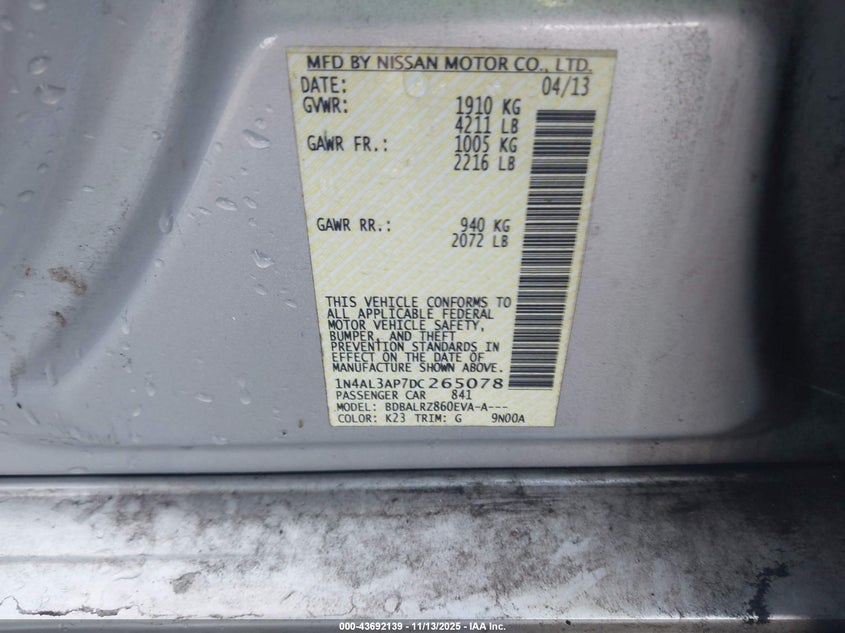 MFD BY NISSAN MOTOR CO., LTD.
DATE: 04/13
GVWR: 1910 KG
4211 LB
GAWR FR.: 1005 KG
2216 LB
GAWR RR.: 940 KG
2072 LB
THIS VEHICLE CONFORMS TO
ALL APPLICABLE FEDERAL
MOTOR VEHICLE SAFETY,
BUMPER, AND THEFT
PREVENTION STANDARDS IN
EFFECT ON THE DATE OF
MANUFACTURE SHOWN ABOVE.
1N4AL3AP7DC265078
PASSENGER CAR 841
MODEL: BDBALRZ860EVA-A---
COLOR: K23 TRIM: G 9N00A
000-43692139 - 11/13/2025 - IAA Inc.